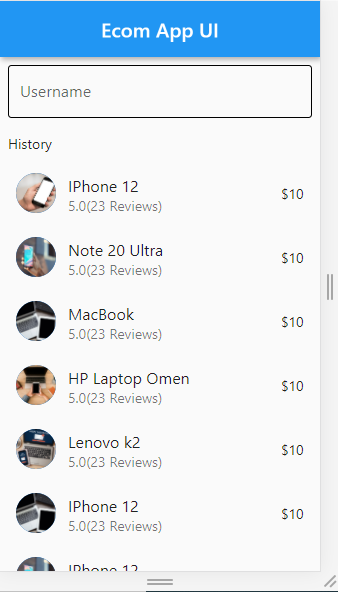 Ecom App UI
Username
History
IPhone 12
$10
5.0(23 Reviews)
Note 20 Ultra
$10
5.0(23 Reviews)
MacBook
$10
5.0(23 Reviews)
HP Laptop Omen
$10
5.0(23 Reviews)
Lenovo k2
$10
5.0(23 Reviews)
IPhone 12
$10
5.0(23 Reviews)
IPhone 12